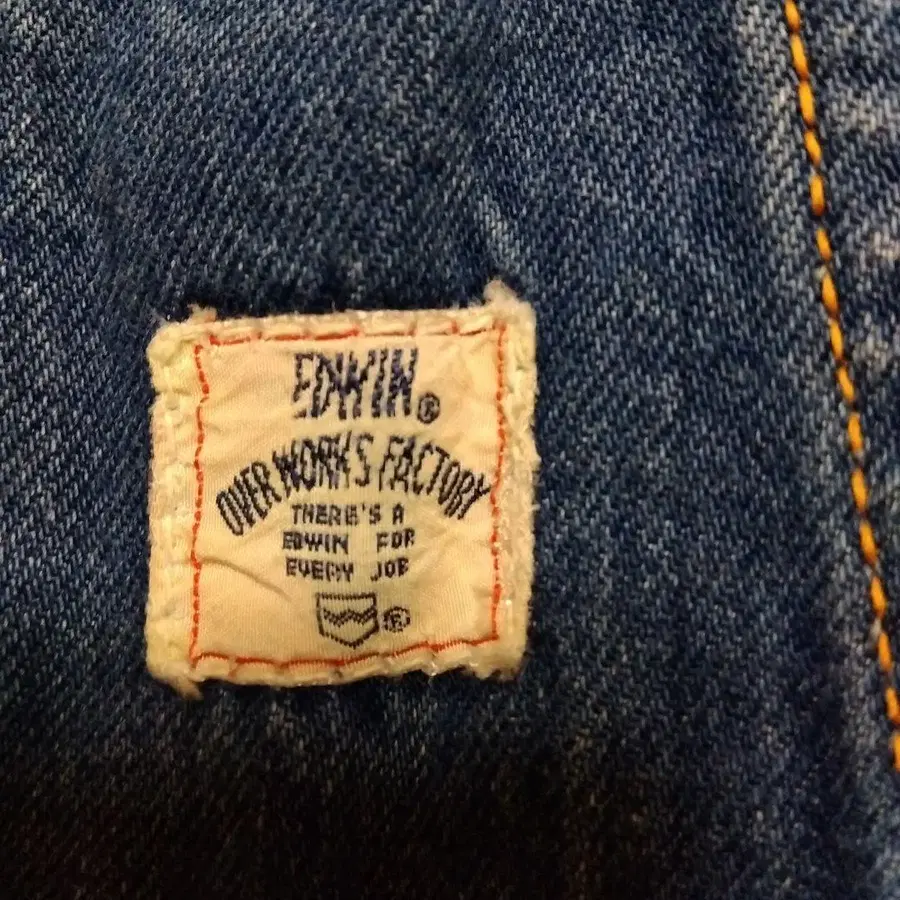 EDWIN®
OVER WORKS FACTORY
THERE'S A
EDWIN FOR
EVERY JOB
®